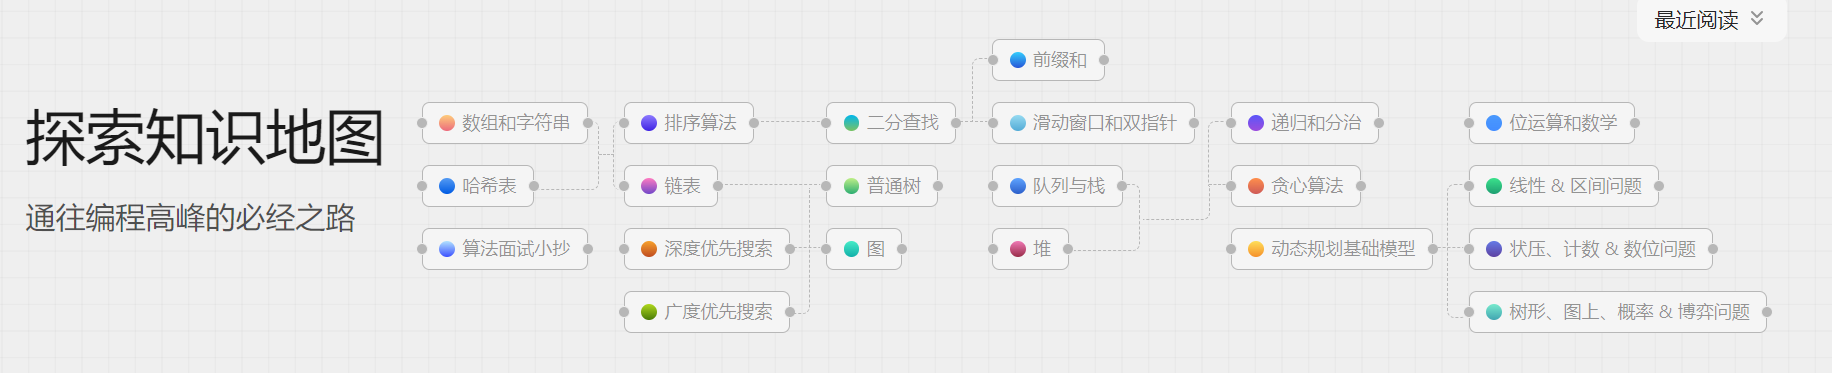 最近阅读
探索知识地图
通往编程高峰的必经之路
前缀和
数组和字符串
排序算法
二分查找
滑动窗口和双指针
递归和分治
位运算和数学
哈希表
链表
普通树
队列与栈
贪心算法
线性 & 区间问题
算法面试小抄
深度优先搜索
图
堆
动态规划基础模型
状压、计数 & 数位问题
广度优先搜索
树形、图上、概率 & 博弈问题